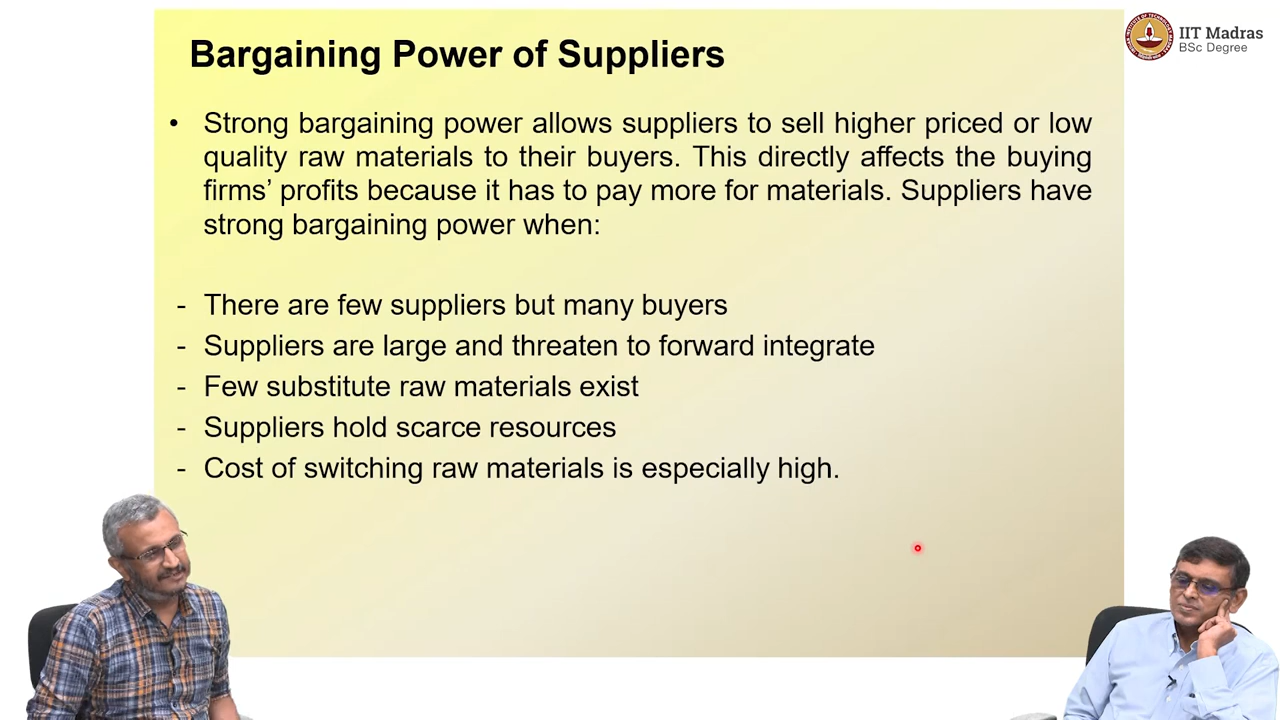 Bargaining Power of Suppliers
IIT Madras
BSc Degree
• Strong bargaining power allows suppliers to sell higher priced or low
quality raw materials to their buyers. This directly affects the buying
firms’ profits because it has to pay more for materials. Suppliers have
strong bargaining power when:
- There are few suppliers but many buyers
- Suppliers are large and threaten to forward integrate
- Few substitute raw materials exist
- Suppliers hold scarce resources
- Cost of switching raw materials is especially high.